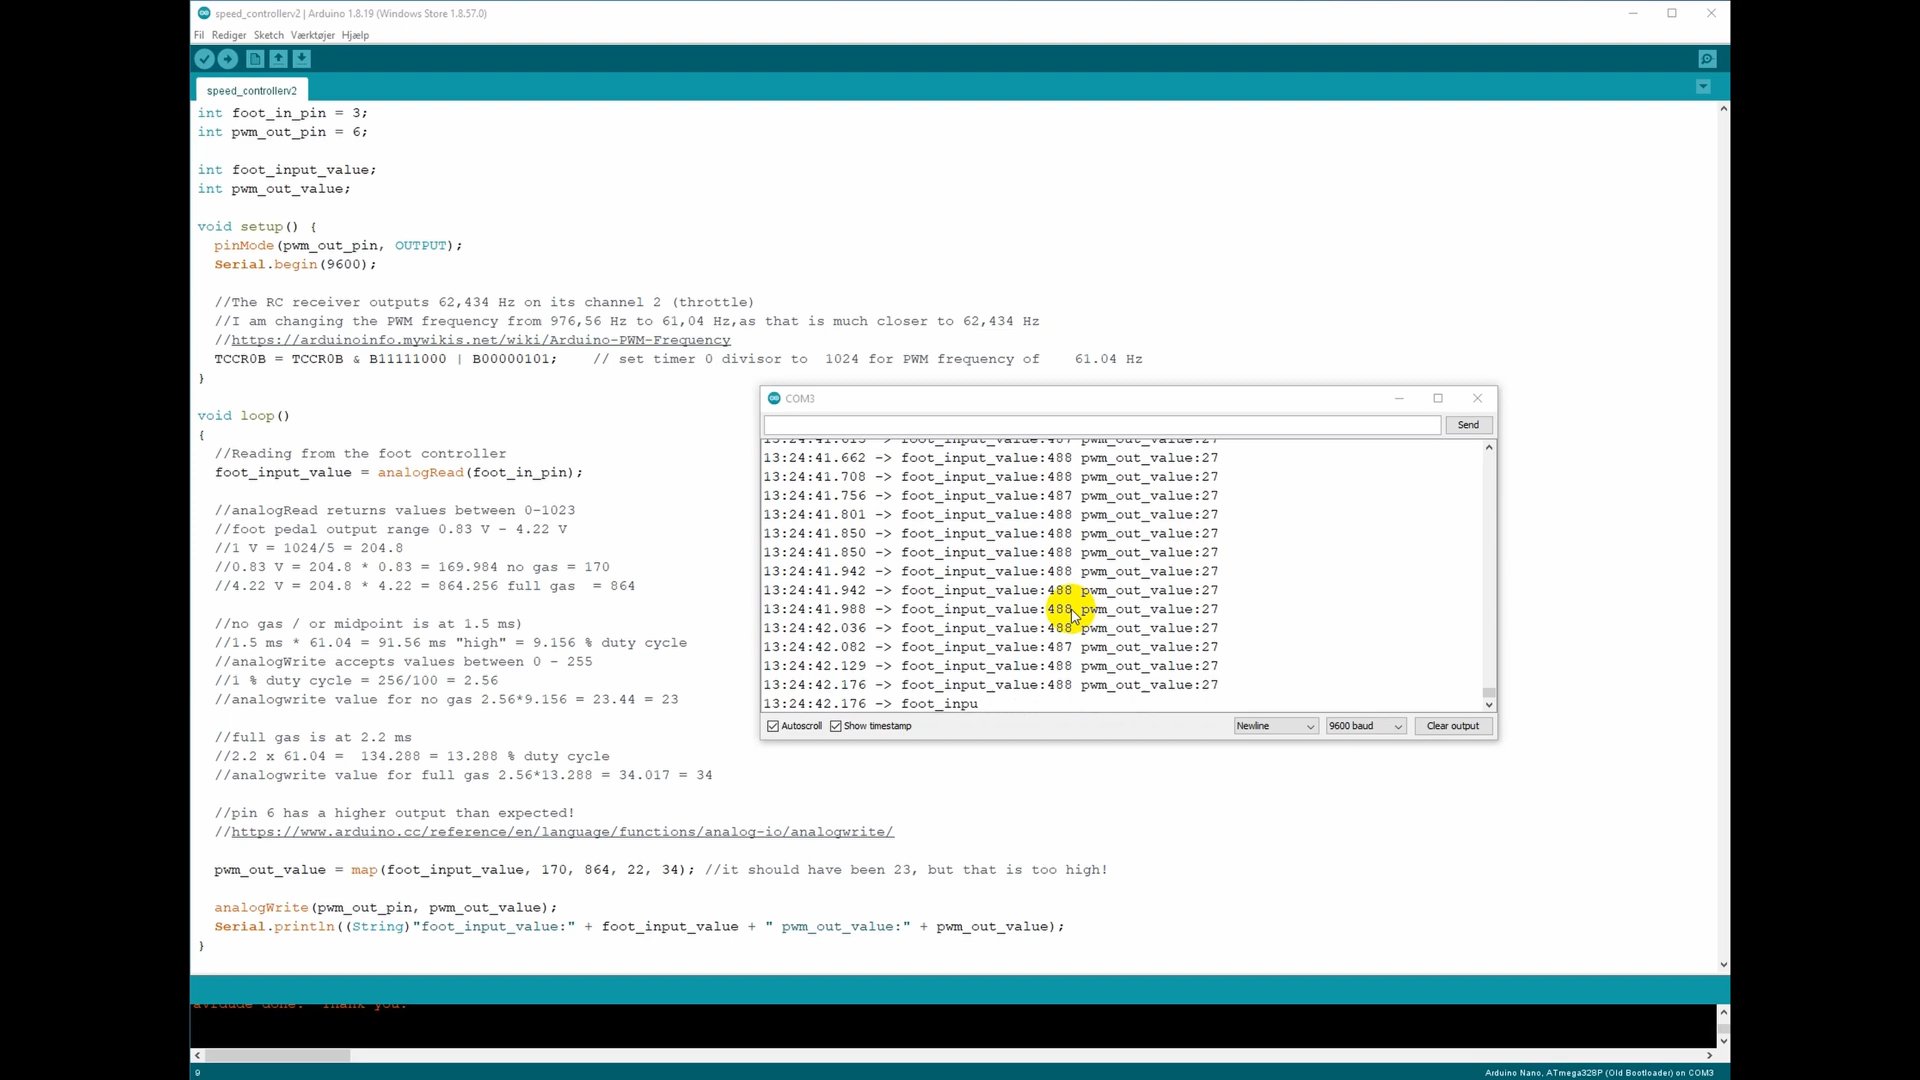 speed_controllerv2 | Arduino 1.8.19 (Windows Store 1.8.57.0)
Fil Rediger Sketch Værktøjer Hjælp
speed_controllerv2
int foot_in_pin = 3;
int pwm_out_pin = 6;
int foot_input_value;
int pwm_out_value;
void setup() {
pinMode(pwm_out_pin, OUTPUT);
Serial.begin(9600);
//The RC receiver outputs 62,434 Hz on its channel 2 (throttle)
//I am changing the PWM frequency from 976,56 Hz to 61,04 Hz,as that is much closer to 62,434 Hz
//https://arduinoinfo.mywikis.net/wiki/Arduino-PWM-Frequency
TCCR0B = TCCR0B & B11111000 | B00000101;    // set timer 0 divisor to  1024 for PWM frequency of    61.04 Hz
}
void loop()
{
//Reading from the foot controller
foot_input_value = analogRead(foot_in_pin);
//analogRead returns values between 0-1023
//foot pedal output range 0.83 V - 4.22 V
//1 V = 1024/5 = 204.8
//0.83 V = 204.8 * 0.83 = 169.984 no gas = 170
//4.22 V = 204.8 * 4.22 = 864.256 full gas  = 864
//no gas / or midpoint is at 1.5 ms)
//1.5 ms * 61.04 = 91.56 ms "high" = 9.156 % duty cycle
//analogWrite accepts values between 0 - 255
//1 % duty cycle = 256/100 = 2.56
//analogwrite value for no gas 2.56*9.156 = 23.44 = 23
//full gas is at 2.2 ms
//2.2 x 61.04 =  134.288 = 13.288 % duty cycle
//analogwrite value for full gas 2.56*13.288 = 34.017 = 34
//pin 6 has a higher output than expected!
//https://www.arduino.cc/reference/en/language/functions/analog-io/analogwrite/
pwm_out_value = map(foot_input_value, 170, 864, 22, 34); //it should have been 23, but that is too high!
analogWrite(pwm_out_pin, pwm_out_value);
Serial.println((String)"foot_input_value:" + foot_input_value + " pwm_out_value:" + pwm_out_value);
}
COM3
Send
13:24:41.615 -> foot_input_value:487 pwm_out_value:27
13:24:41.662 -> foot_input_value:488 pwm_out_value:27
13:24:41.708 -> foot_input_value:488 pwm_out_value:27
13:24:41.756 -> foot_input_value:487 pwm_out_value:27
13:24:41.801 -> foot_input_value:488 pwm_out_value:27
13:24:41.850 -> foot_input_value:488 pwm_out_value:27
13:24:41.850 -> foot_input_value:488 pwm_out_value:27
13:24:41.942 -> foot_input_value:488 pwm_out_value:27
13:24:41.942 -> foot_input_value:488 pwm_out_value:27
13:24:41.988 -> foot_input_value:488 pwm_out_value:27
13:24:42.036 -> foot_input_value:488 pwm_out_value:27
13:24:42.082 -> foot_input_value:487 pwm_out_value:27
13:24:42.129 -> foot_input_value:488 pwm_out_value:27
13:24:42.176 -> foot_input_value:488 pwm_out_value:27
13:24:42.176 -> foot_inpu
Autoscroll Show timestamp Newline 9600 baud Clear output
avrdude done.  Thank you.
9 Arduino Nano, ATmega328P (Old Bootloader) on COM3